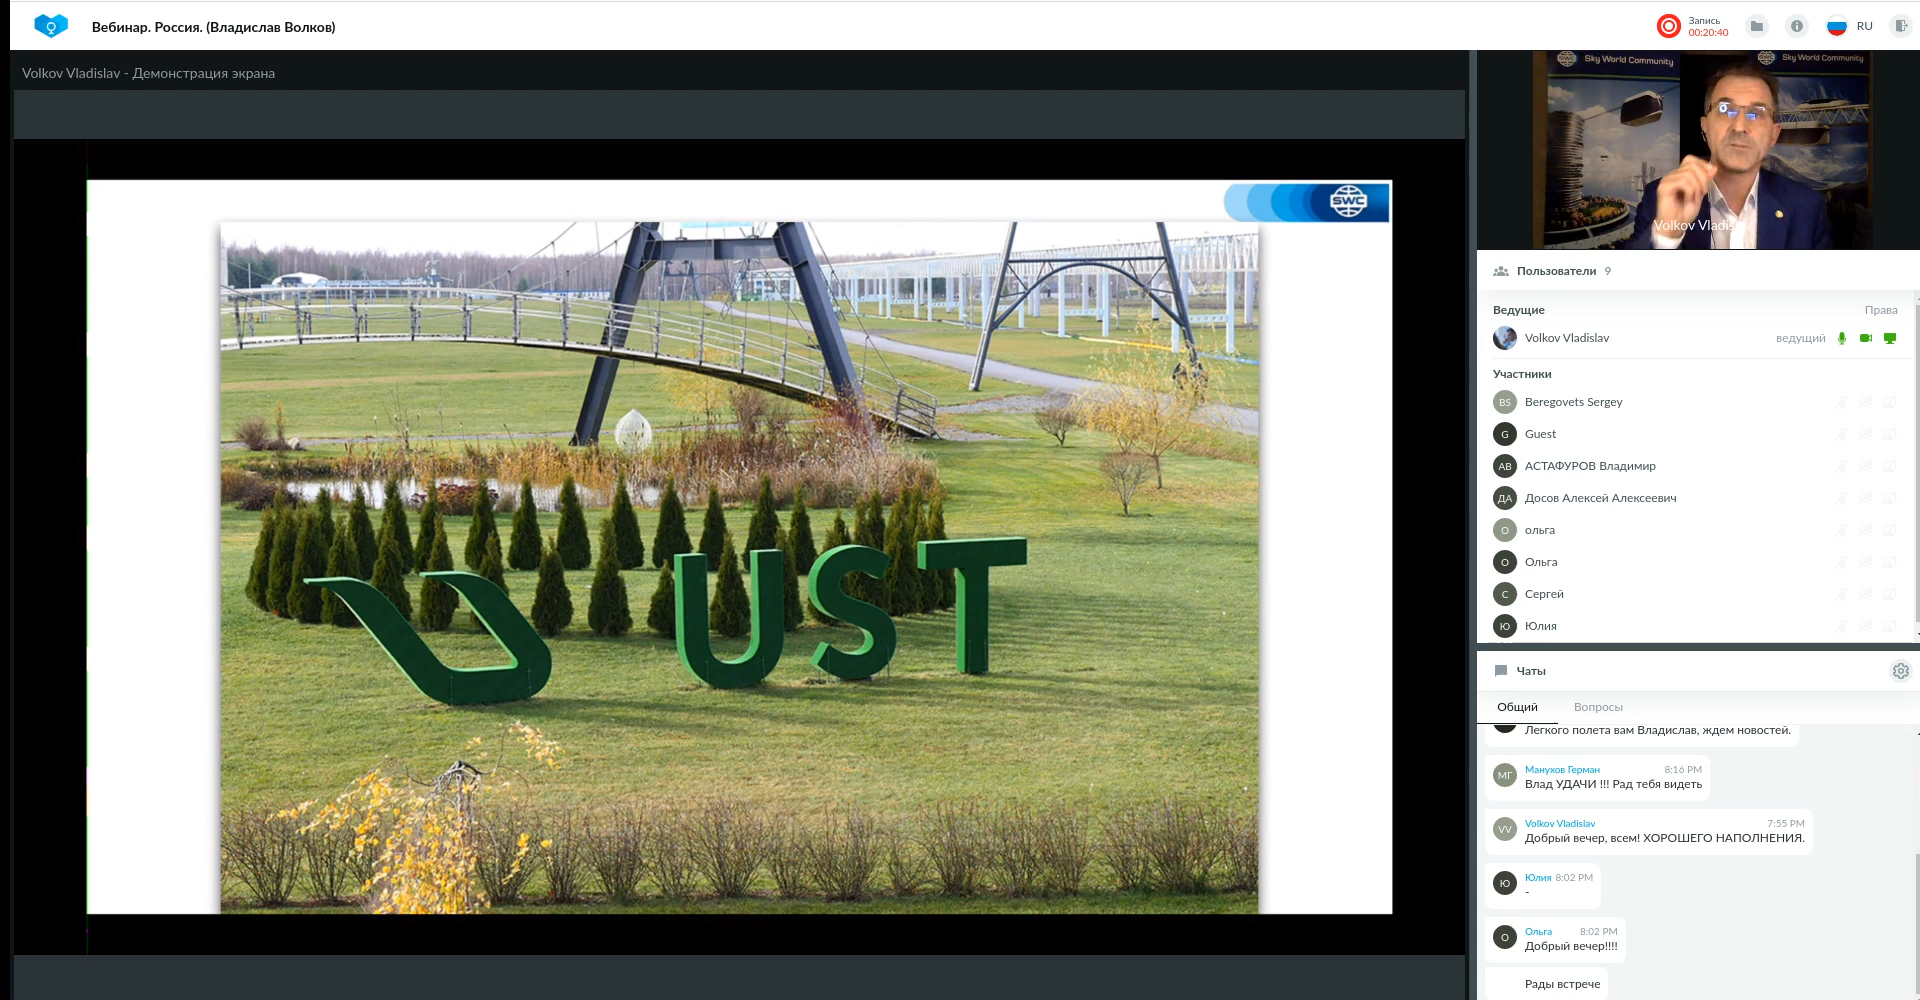 Вебинар. Россия. (Владислав Волков)
Запись
00:20:40
RU
Volkov Vladislav - Демонстрация экрана
SWC
UST
SWC
Sky World Community
SWC
Sky World Community
Volkov Vladis
Пользователи 9
Ведущие Права
Volkov Vladislav ведущий
Участники
BS Beregovets Sergey
G Guest
АВ АСТАФУРОВ Владимир
ДА Досов Алексей Алексеевич
О ольга
О Ольга
С Сергей
Ю Юлия
Чаты
Общий Вопросы
Легкого полета вам Владислав, ждем новостей.
МГ Манухов Герман 8:16 PM
Влад УДАЧИ !!! Рад тебя видеть
VV Volkov Vladislav 7:55 PM
Добрый вечер, всем! ХОРОШЕГО НАПОЛНЕНИЯ.
Ю Юлия 8:02 PM
-
О Ольга 8:02 PM
Добрый вечер!!!!
Рады встрече